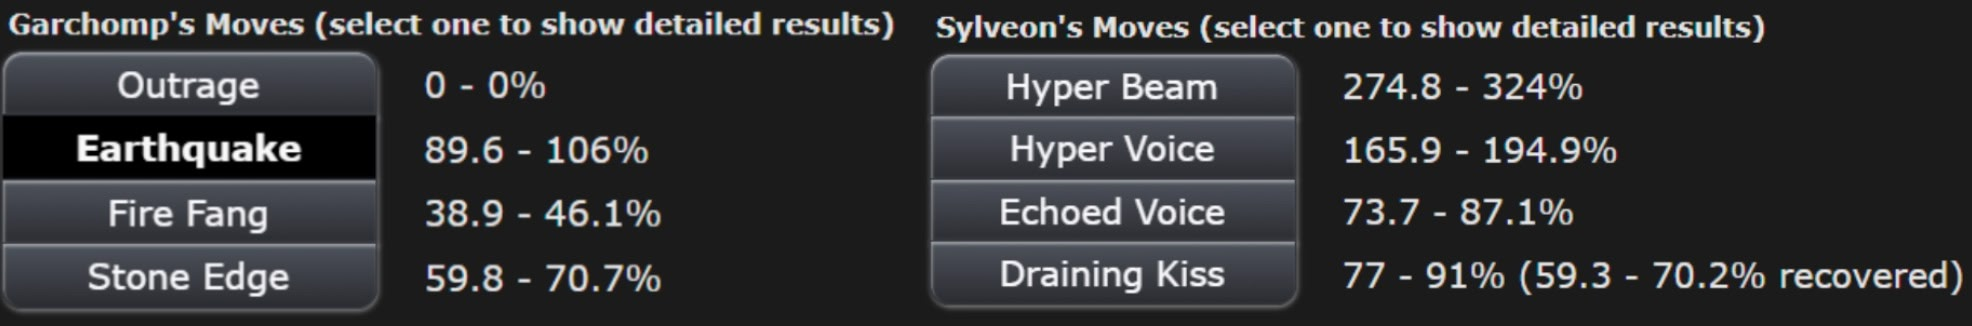 Garchomp's Moves (select one to show detailed results)
Outrage 0 - 0%
Earthquake 89.6 - 106%
Fire Fang 38.9 - 46.1%
Stone Edge 59.8 - 70.7%
Sylveon's Moves (select one to show detailed results)
Hyper Beam 274.8 - 324%
Hyper Voice 165.9 - 194.9%
Echoed Voice 73.7 - 87.1%
Draining Kiss 77 - 91% (59.3 - 70.2% recovered)